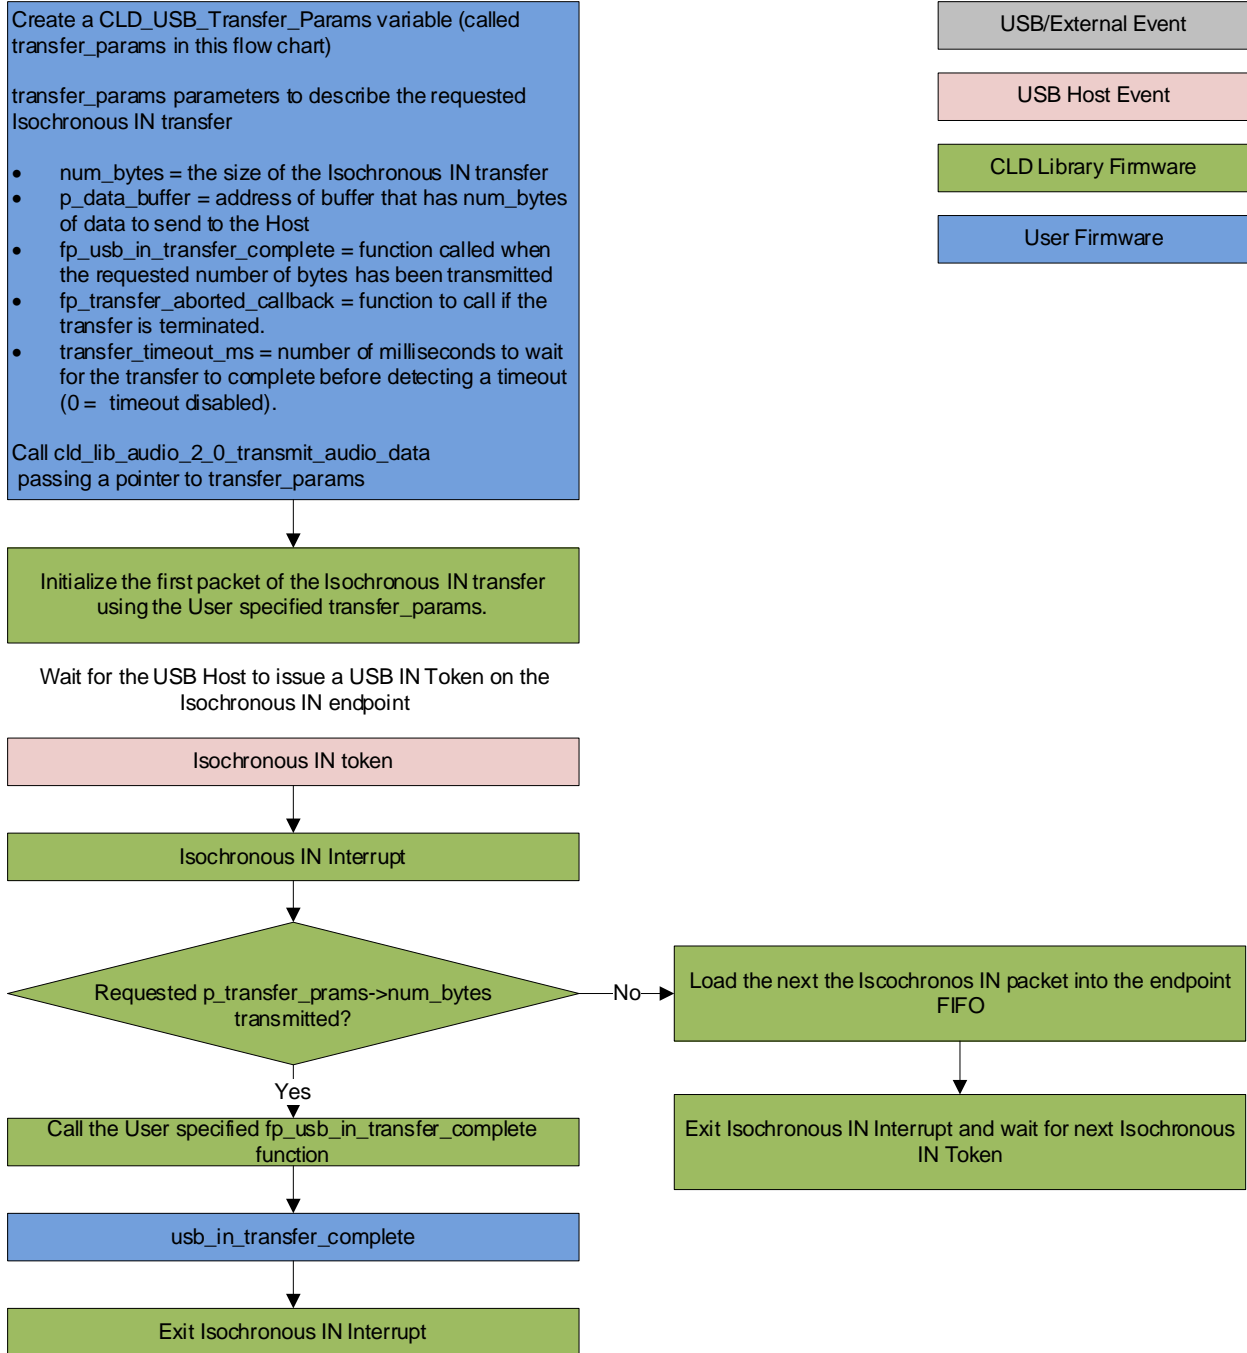 Create a CLD_USB_Transfer_Params variable (called
transfer_params in this flow chart)
transfer_params parameters to describe the requested
Isochronous IN transfer
• num_bytes = the size of the Isochronous IN transfer
• p_data_buffer = address of buffer that has num_bytes
of data to send to the Host
• fp_usb_in_transfer_complete = function called when
the requested number of bytes has been transmitted
• fp_transfer_aborted_callback = function to call if the
transfer is terminated.
• transfer_timeout_ms = number of milliseconds to wait
for the transfer to complete before detecting a timeout
(0 = timeout disabled).
Call cld_lib_audio_2_0_transmit_audio_data
passing a pointer to transfer_params
USB/External Event
USB Host Event
CLD Library Firmware
User Firmware
Initialize the first packet of the Isochronous IN transfer
using the User specified transfer_params.
Wait for the USB Host to issue a USB IN Token on the
Isochronous IN endpoint
Isochronous IN token
Isochronous IN Interrupt
Requested p_transfer_prams->num_bytes
transmitted?
No
Load the next the Iscochronos IN packet into the endpoint
FIFO
Exit Isochronous IN Interrupt and wait for next Isochronous
IN Token
Yes
Call the User specified fp_usb_in_transfer_complete
function
usb_in_transfer_complete
Exit Isochronous IN Interrupt